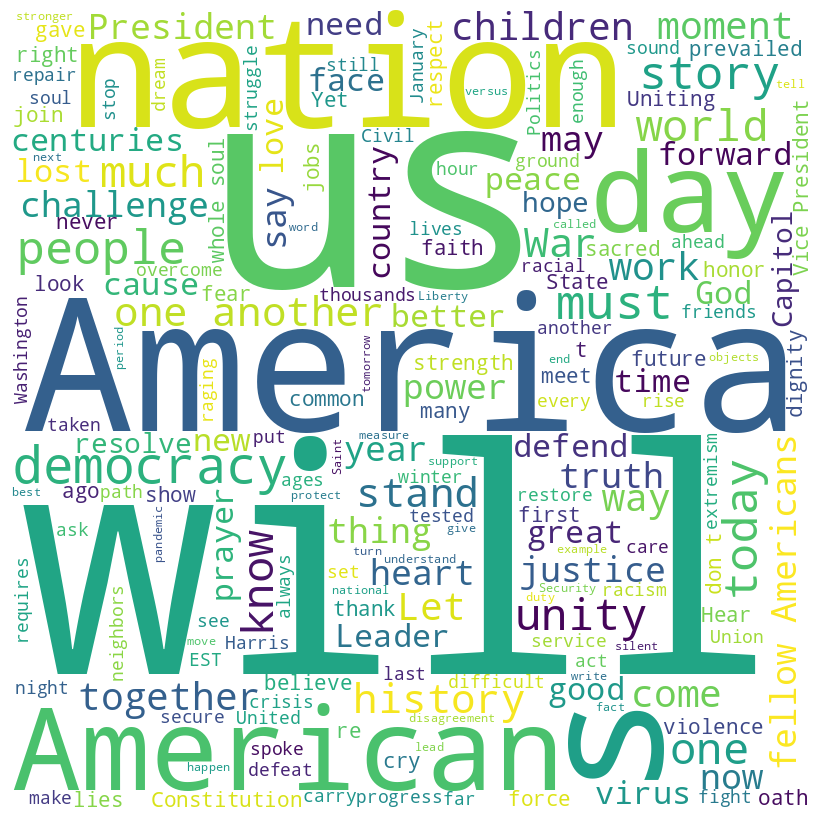 stronger
gave
President
need
children
moment
nation
right
respect
January
sound
prevailed
repair
stop
dream
struggle
still
face
Yet
versus
Politics
enough
story
tell
soul
join
love
Uniting
centuries
us
Civil
may
world
next
lost
much
Whole soul
jobs
hour
ground
peace
day
forward
Vice President
never
challenge
say
word
country
lives
hope
called
people
overcome
faith
War
sacred
ahead
Capitol
look
cause
fear
thousands
Liberty
racial
State
work
God
honor
friends
Washington
one another
better
another
must
period
America
tomorrow
strength
t
end
meet
future
time
every
rise
objects
dignity
raging
common
power
many
taken
resolve
new
put
measure
year
defend
democracy
Saint
support
truth
extremism
best
ago
path
show
ages
protect
winter
stand
restore
way
today
fellow Americans
ask
pandemic
prayer
know
thing
tested
give
first
great
care
don t
Will
turn
understand
example
requires
neighbors
always
set
national
heart
Security
racism
justice
see
thank
Let
duty
unity
Hear
Union
move
Harris
Leader
service
silent
EST
last
act
write
night
together
believe
difficult
good
come
crisis
history
fact
secure
United
disagreement
re
violence
American
S
one
spoke
lead
cry
now
happen
defeat
virus
make
lies
Constitution
carry
progress
far
force
fight
oath